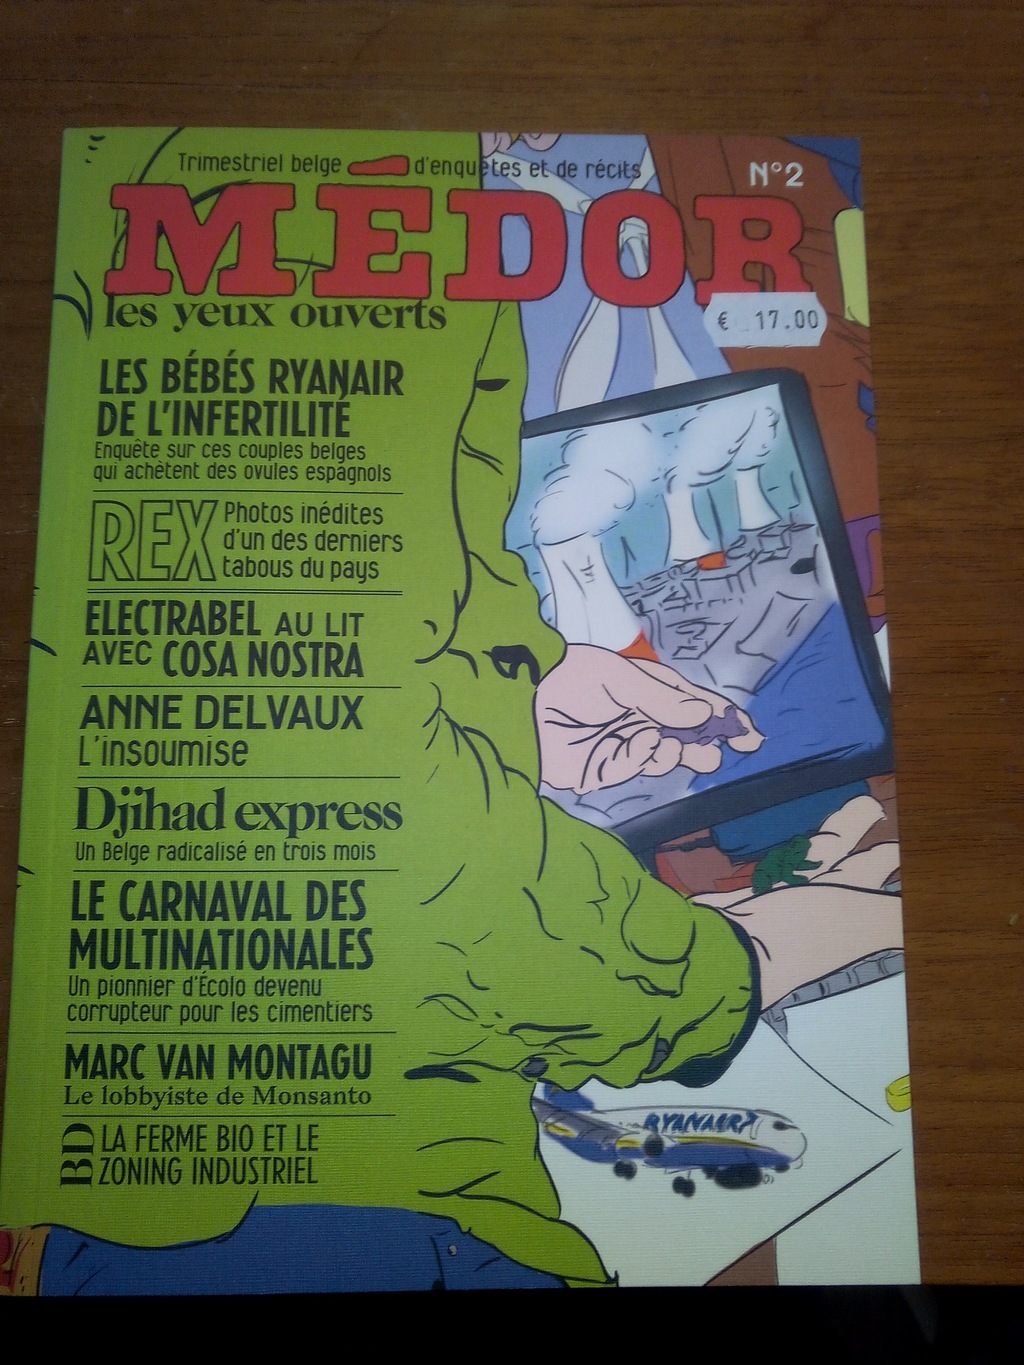 Trimestriel belge d'enquêtes et de récits
N°2
MÉDOR
les yeux ouverts
€ 17.00
LES BÉBÉS RYANAIR
DE L'INFERTILITÉ
Enquête sur ces couples belges
qui achètent des ovules espagnols
REX
Photos inédites
d'un des derniers
tabous du pays
ELECTRABEL AU LIT
AVEC COSA NOSTRA
ANNE DELVAUX
L'insoumise
Djihad express
Un Belge radicalisé en trois mois
LE CARNAVAL DES
MULTINATIONALES
Un pionnier d'Écolo devenu
corrupteur pour les cimentiers
MARC VAN MONTAGU
Le lobbyiste de Monsanto
BD
LA FERME BIO ET LE
ZONING INDUSTRIEL
RYANAIR